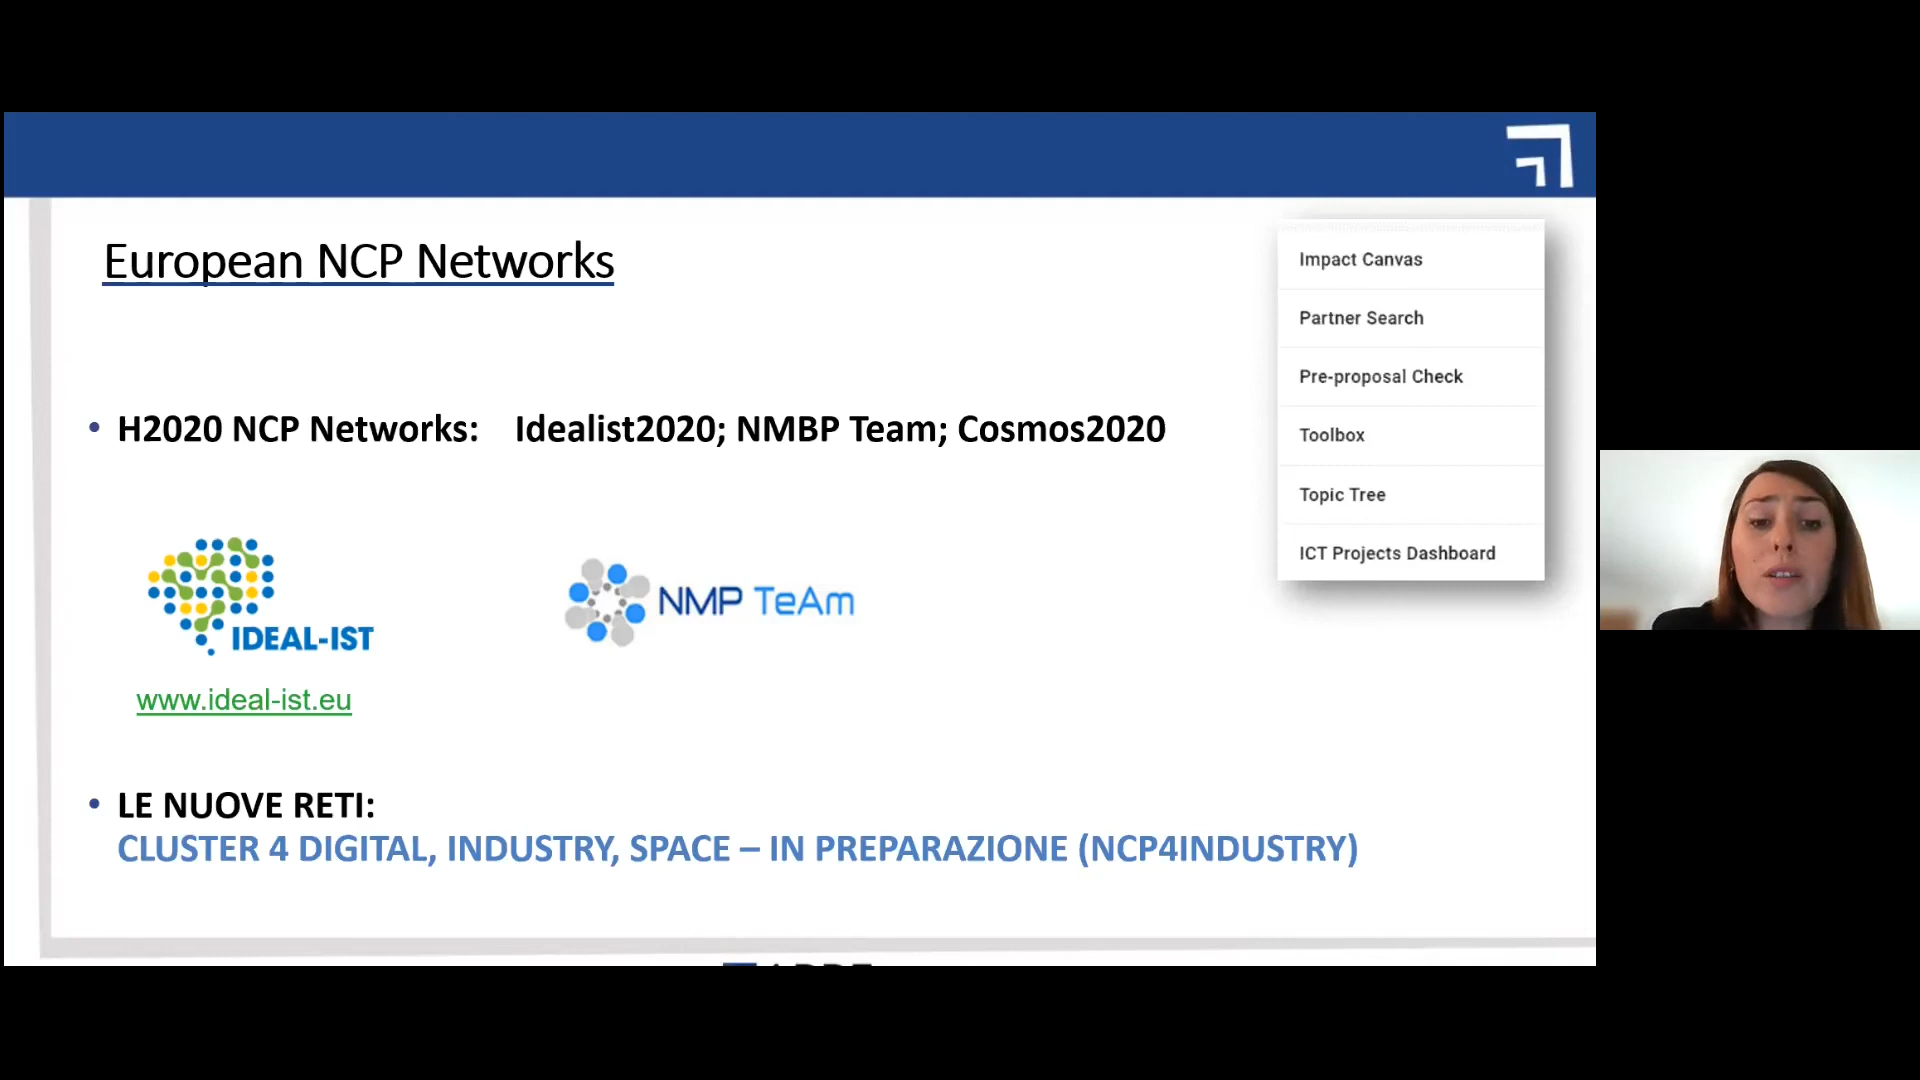 European NCP Networks
Impact Canvas
Partner Search
Pre-proposal Check
Toolbox
Topic Tree
ICT Projects Dashboard
• H2020 NCP Networks: Idealist2020; NMBP Team; Cosmos2020
IDEAL-IST
NMP TeAm
www.ideal-ist.eu
• LE NUOVE RETI:
CLUSTER 4 DIGITAL, INDUSTRY, SPACE – IN PREPARAZIONE (NCP4INDUSTRY)